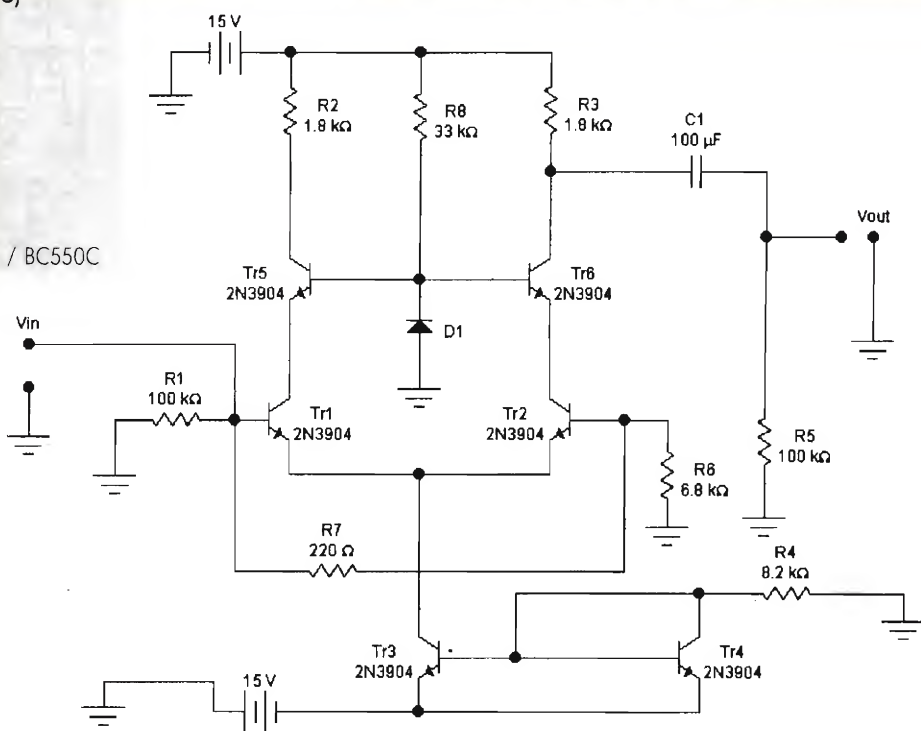 15 V
R2
1.8 kΩ
R8
33 kΩ
R3
1.8 kΩ
C1
100 µF
Vout
/ BC550C
Tr5
2N3904
Tr6
2N3904
D1
Vin
R1
100 kΩ
Tr1
2N3904
Tr2
2N3904
R6
6.8 kΩ
R5
100 kΩ
R7
220 Ω
R4
8.2 kΩ
Tr3
2N3904
Tr4
2N3904
15 V